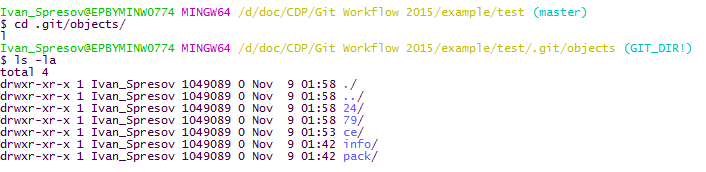 Ivan_Spresov@EPBYMINW0774 MINGW64 /d/doc/CDP/Git Workflow 2015/example/test (master)
$ cd .git/objects/
l
Ivan_Spresov@EPBYMINW0774 MINGW64 /d/doc/CDP/Git Workflow 2015/example/test/.git/objects (GIT_DIR!)
$ ls -la
total 4
drwxr-xr-x 1 Ivan_Spresov 1049089 0 Nov  9 01:58 ./
drwxr-xr-x 1 Ivan_Spresov 1049089 0 Nov  9 01:58 ../
drwxr-xr-x 1 Ivan_Spresov 1049089 0 Nov  9 01:58 24/
drwxr-xr-x 1 Ivan_Spresov 1049089 0 Nov  9 01:58 79/
drwxr-xr-x 1 Ivan_Spresov 1049089 0 Nov  9 01:53 ce/
drwxr-xr-x 1 Ivan_Spresov 1049089 0 Nov  9 01:42 info/
drwxr-xr-x 1 Ivan_Spresov 1049089 0 Nov  9 01:42 pack/